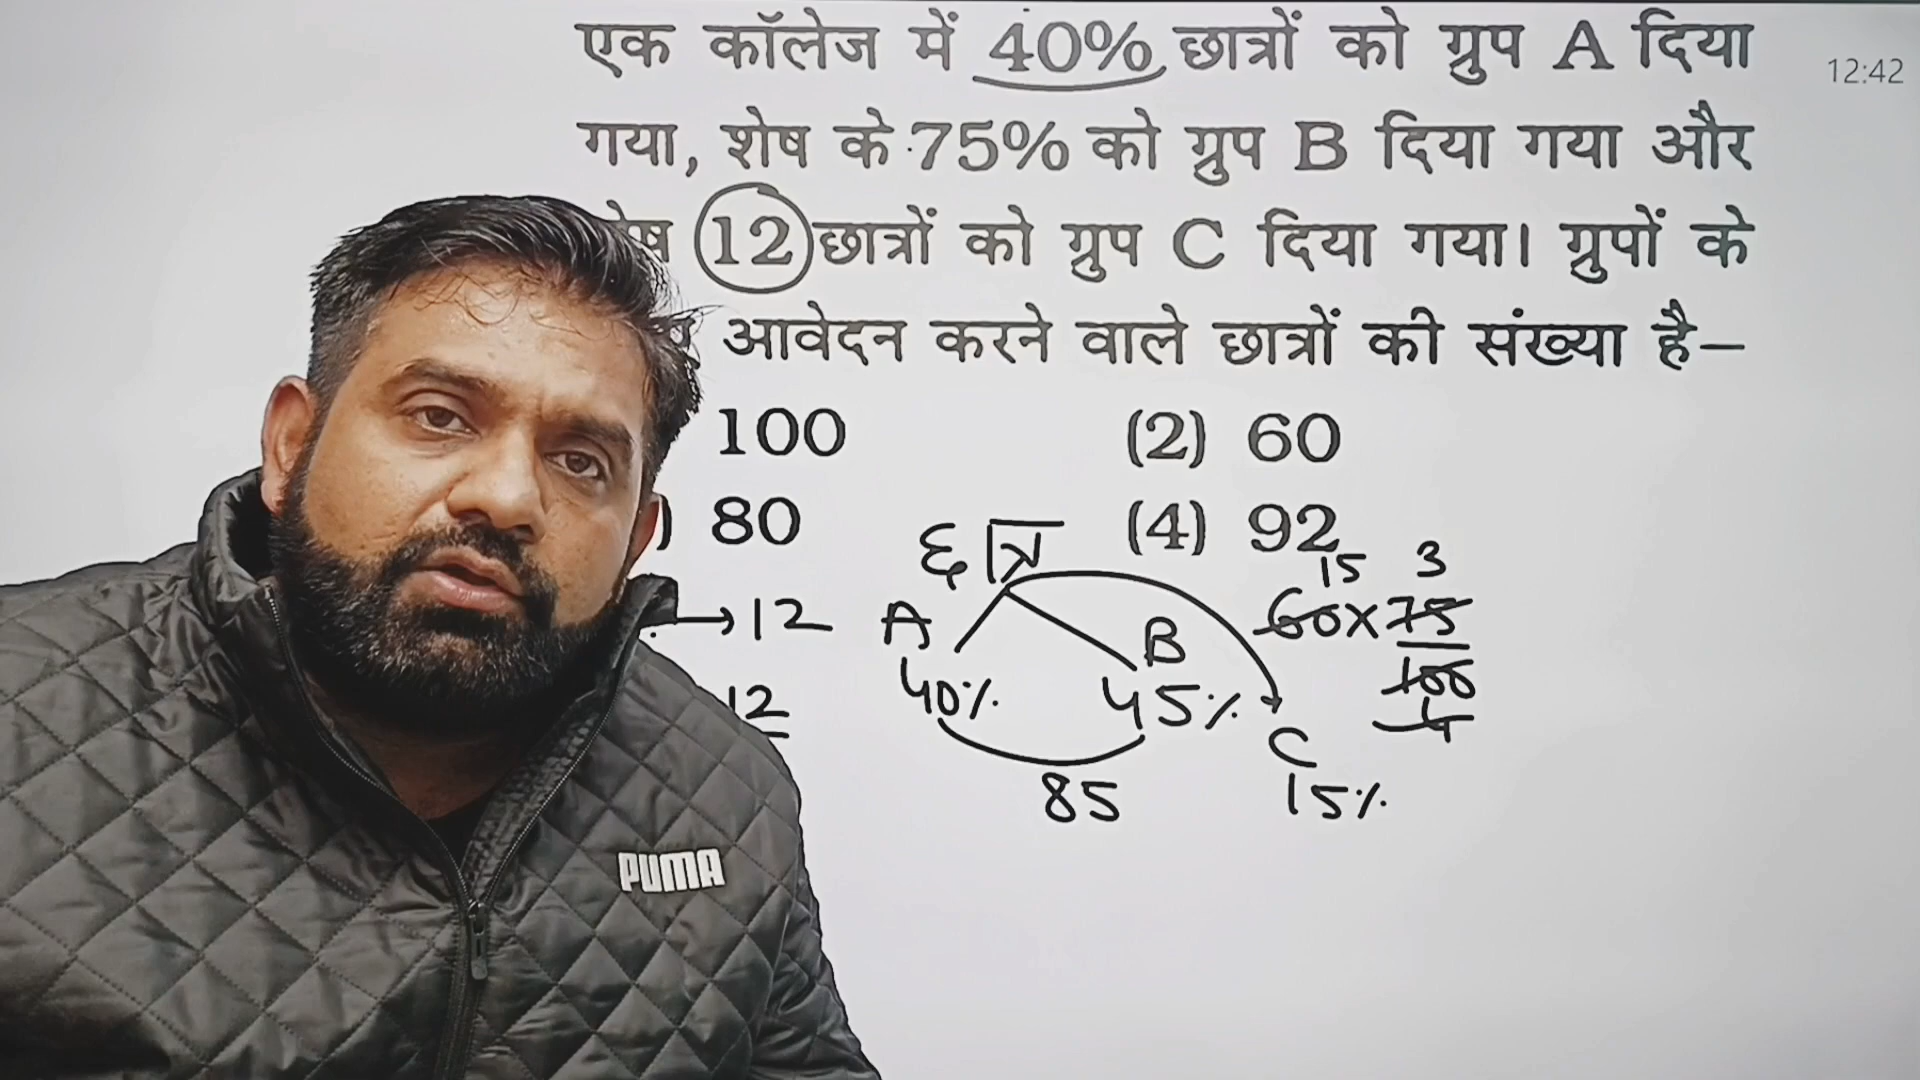 एक कॉलेज में 40% छात्रों को ग्रुप A दिया
12:42
गया, शेष के 75% को ग्रुप B दिया गया और
12 छात्रों को ग्रुप C दिया गया। ग्रुपों के
आवेदन करने वाले छात्रों की संख्या है–
100 (2) 60
80 (4) 92
A 40%
B 45%
C 15%
85
→12
12
60×75
100
15 3
4
PUMA